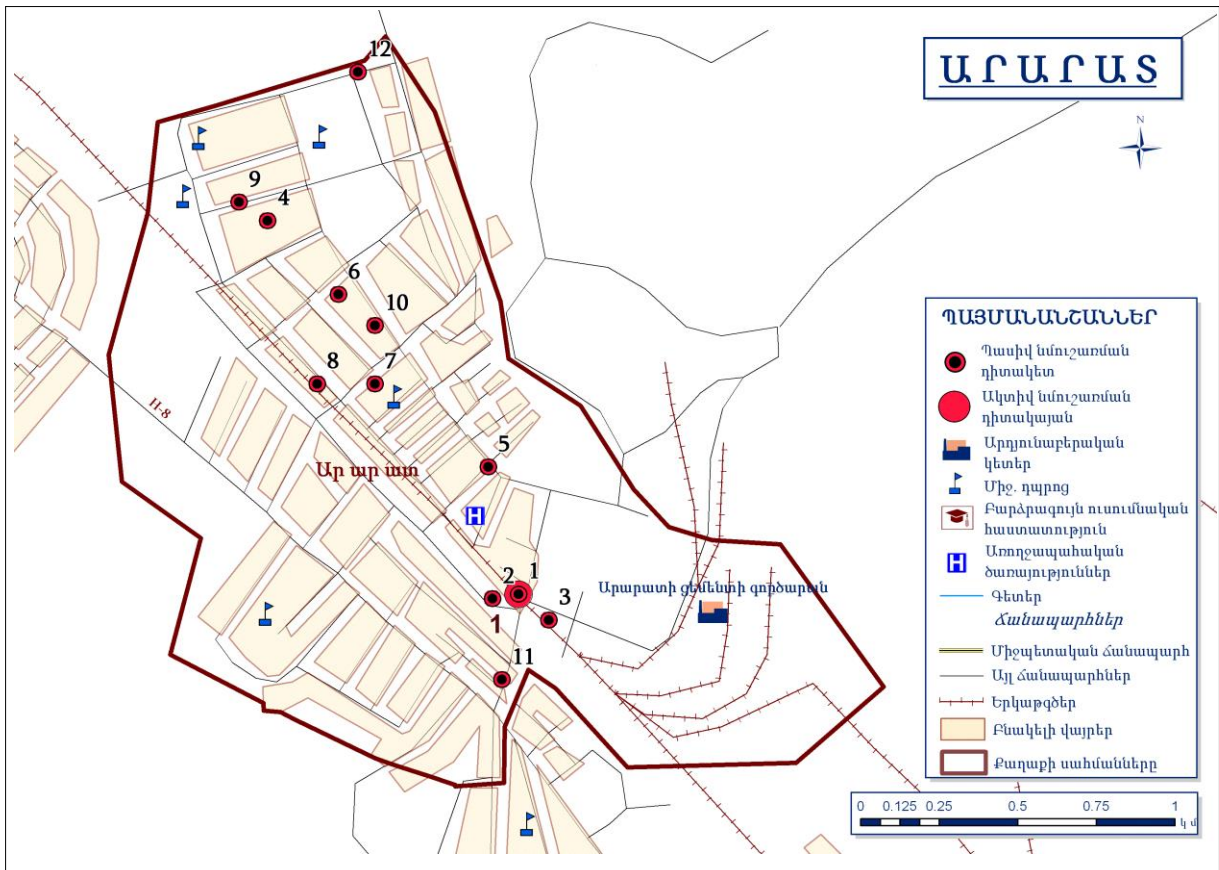 ԱՐԱՐԱՏ
N
12
9
4
6
10
8
7
II-8
5
Արարատ
H
2
1
1
3
Արարատի ցեմենտի գործարան
11
ՊԱՅՄԱՆԱՆՇԱՆՆԵՐ
Պասիվ նմուշառման
դիտակետ
Ակտիվ նմուշառման
դիտակայան
Արդյունաբերական
կետեր
Միջ. դպրոց
Բարձրագույն ուսումնական
հաստատություն
H
Առողջապահական
ծառայություններ
Գետեր
Ճանապարհներ
Միջպետական ճանապարհ
Այլ ճանապարհներ
Երկաթգծեր
Բնակելի վայրեր
Քաղաքի սահմանները
0 0.125 0.25 0.5 0.75 1
կմ